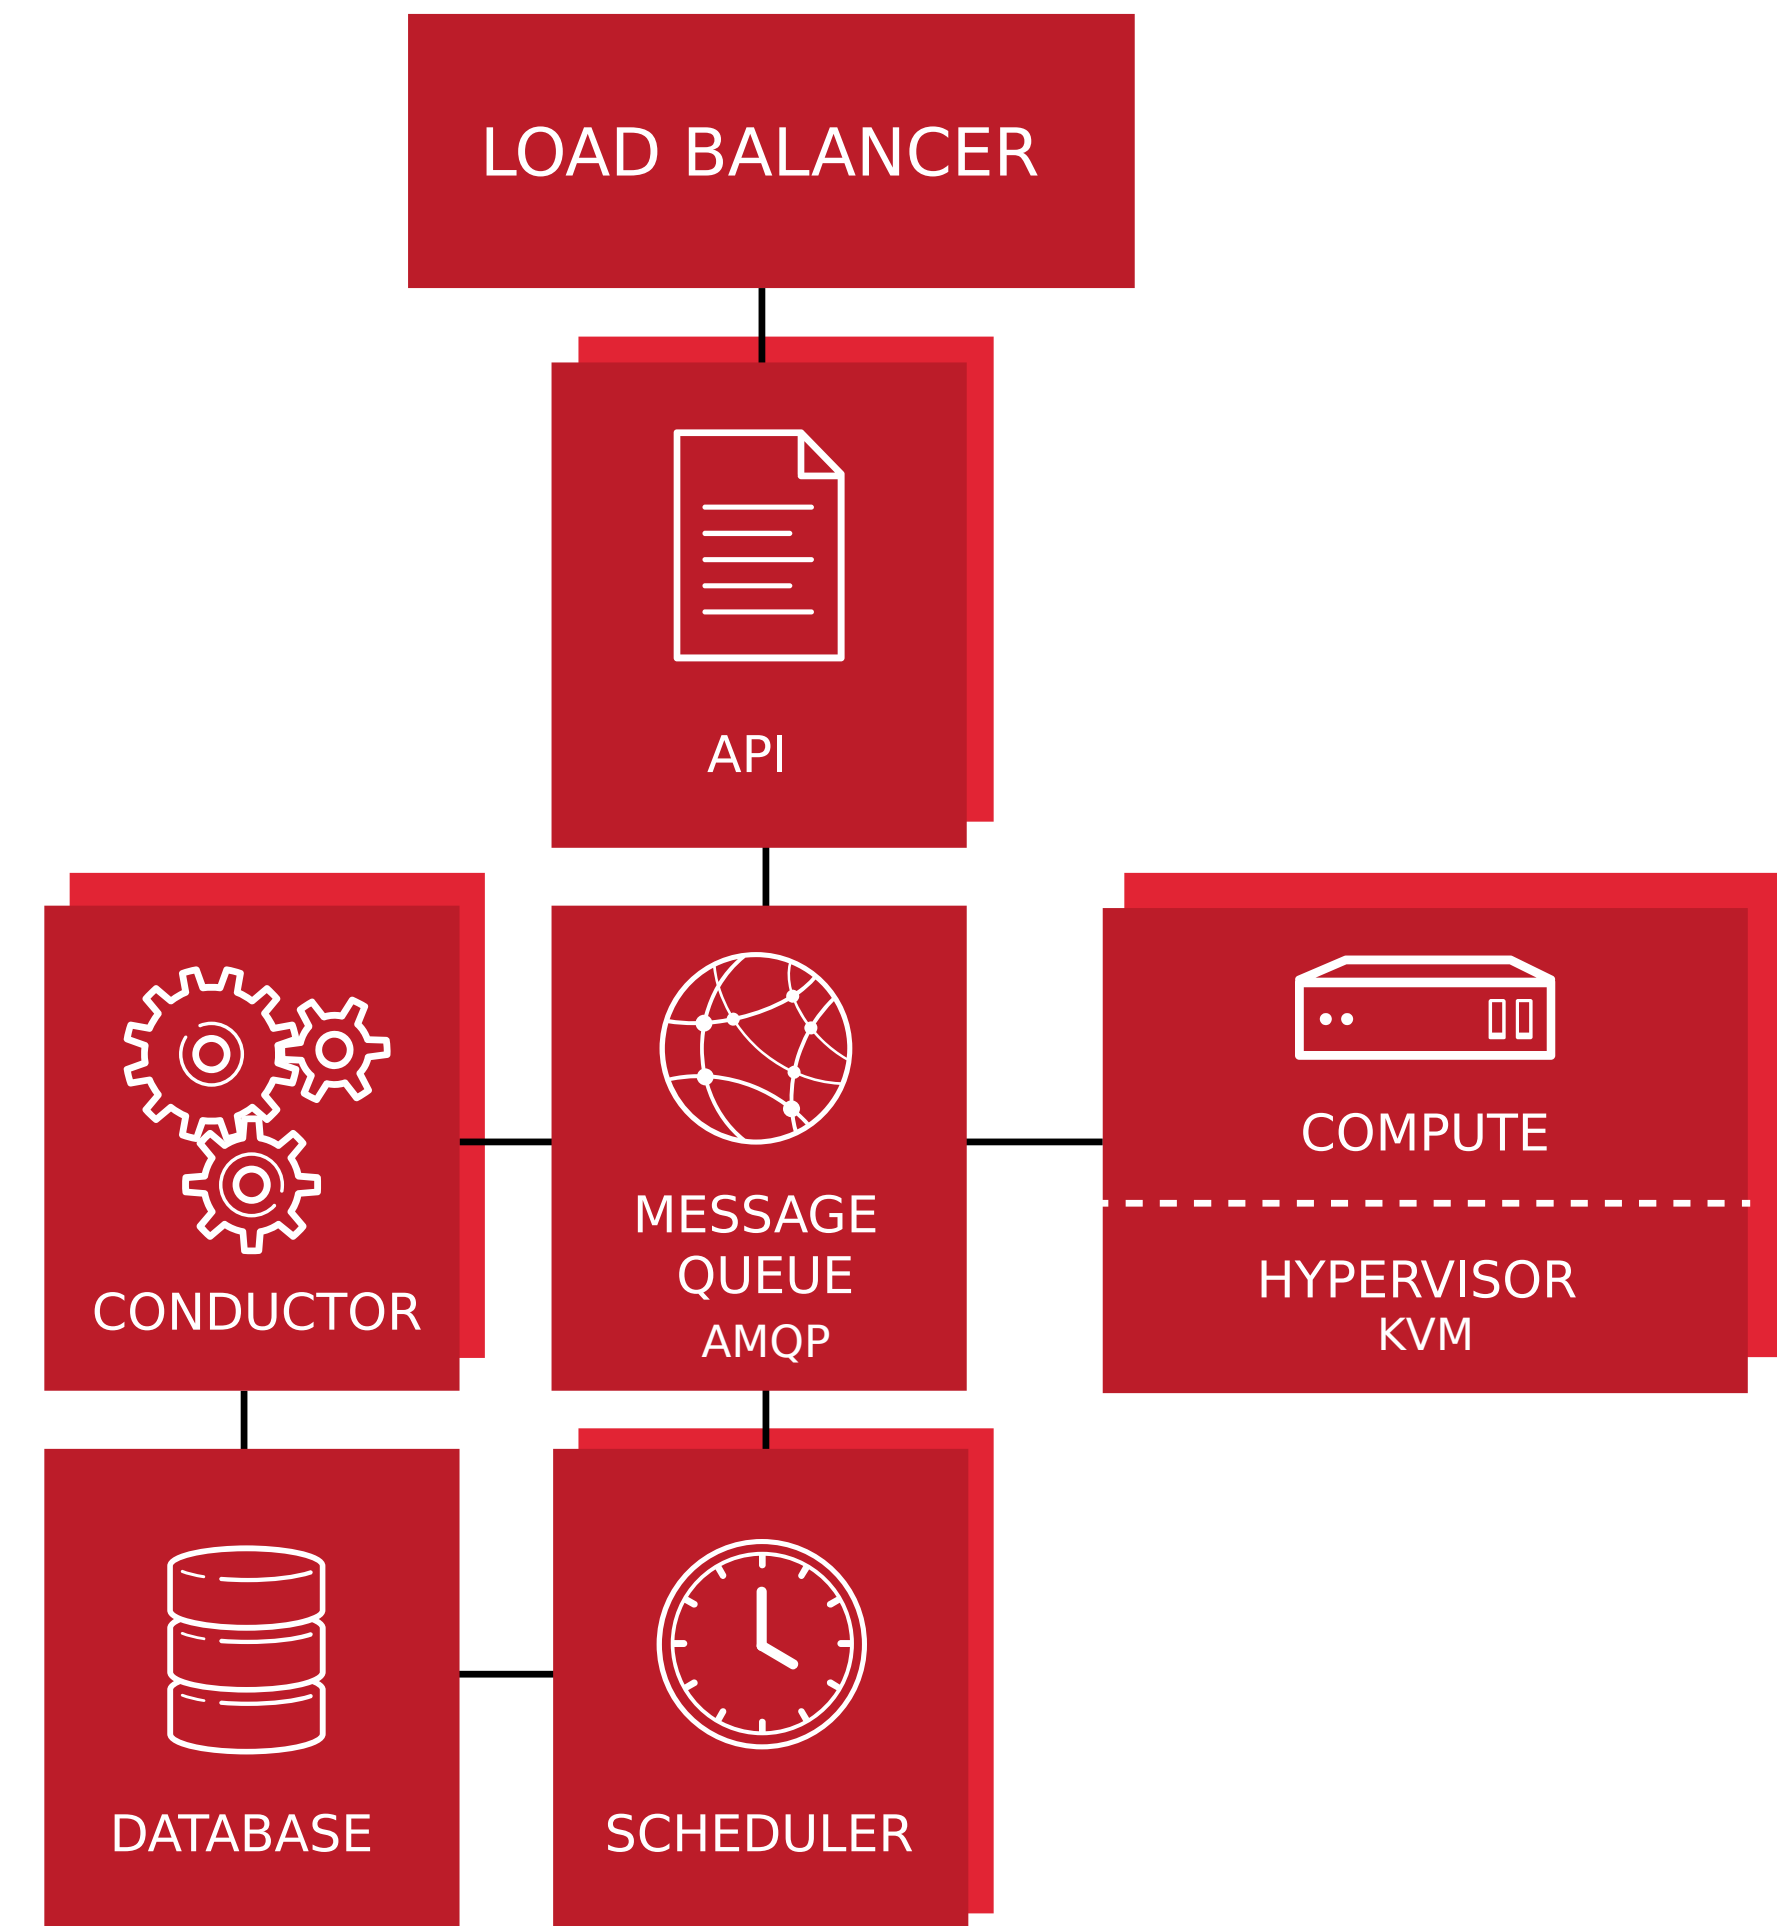 LOAD BALANCER
API
CONDUCTOR
MESSAGE
QUEUE
AMQP
COMPUTE
HYPERVISOR
KVM
DATABASE
SCHEDULER